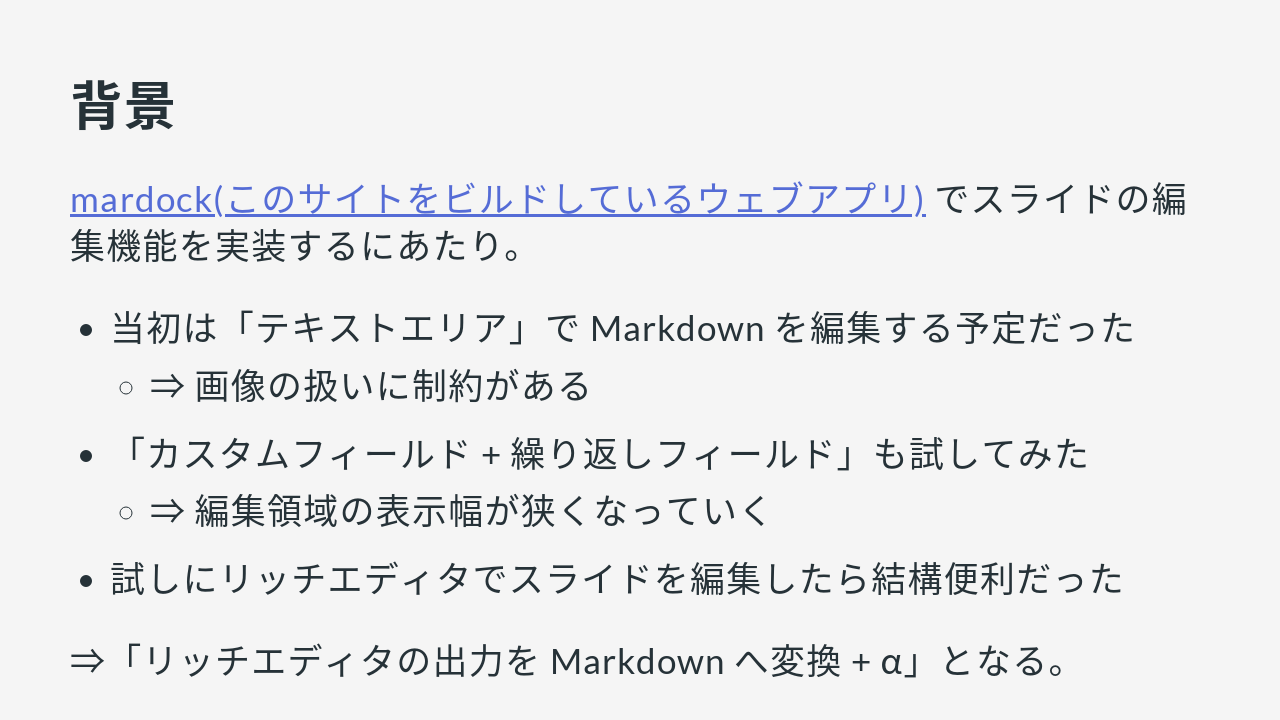 背景
mardock(このサイトをビルドしているウェブアプリ) でスライドの編
集機能を実装するにあたり。
• 当初は「テキストエリア」で Markdown を編集する予定だった
◦ ⇒ 画像の扱いに制約がある
• 「カスタムフィールド + 繰り返しフィールド」も試してみた
◦ ⇒ 編集領域の表示幅が狭くなっていく
• 試しにリッチエディタでスライドを編集したら結構便利だった
⇒「リッチエディタの出力を Markdown へ変換 + α」となる。